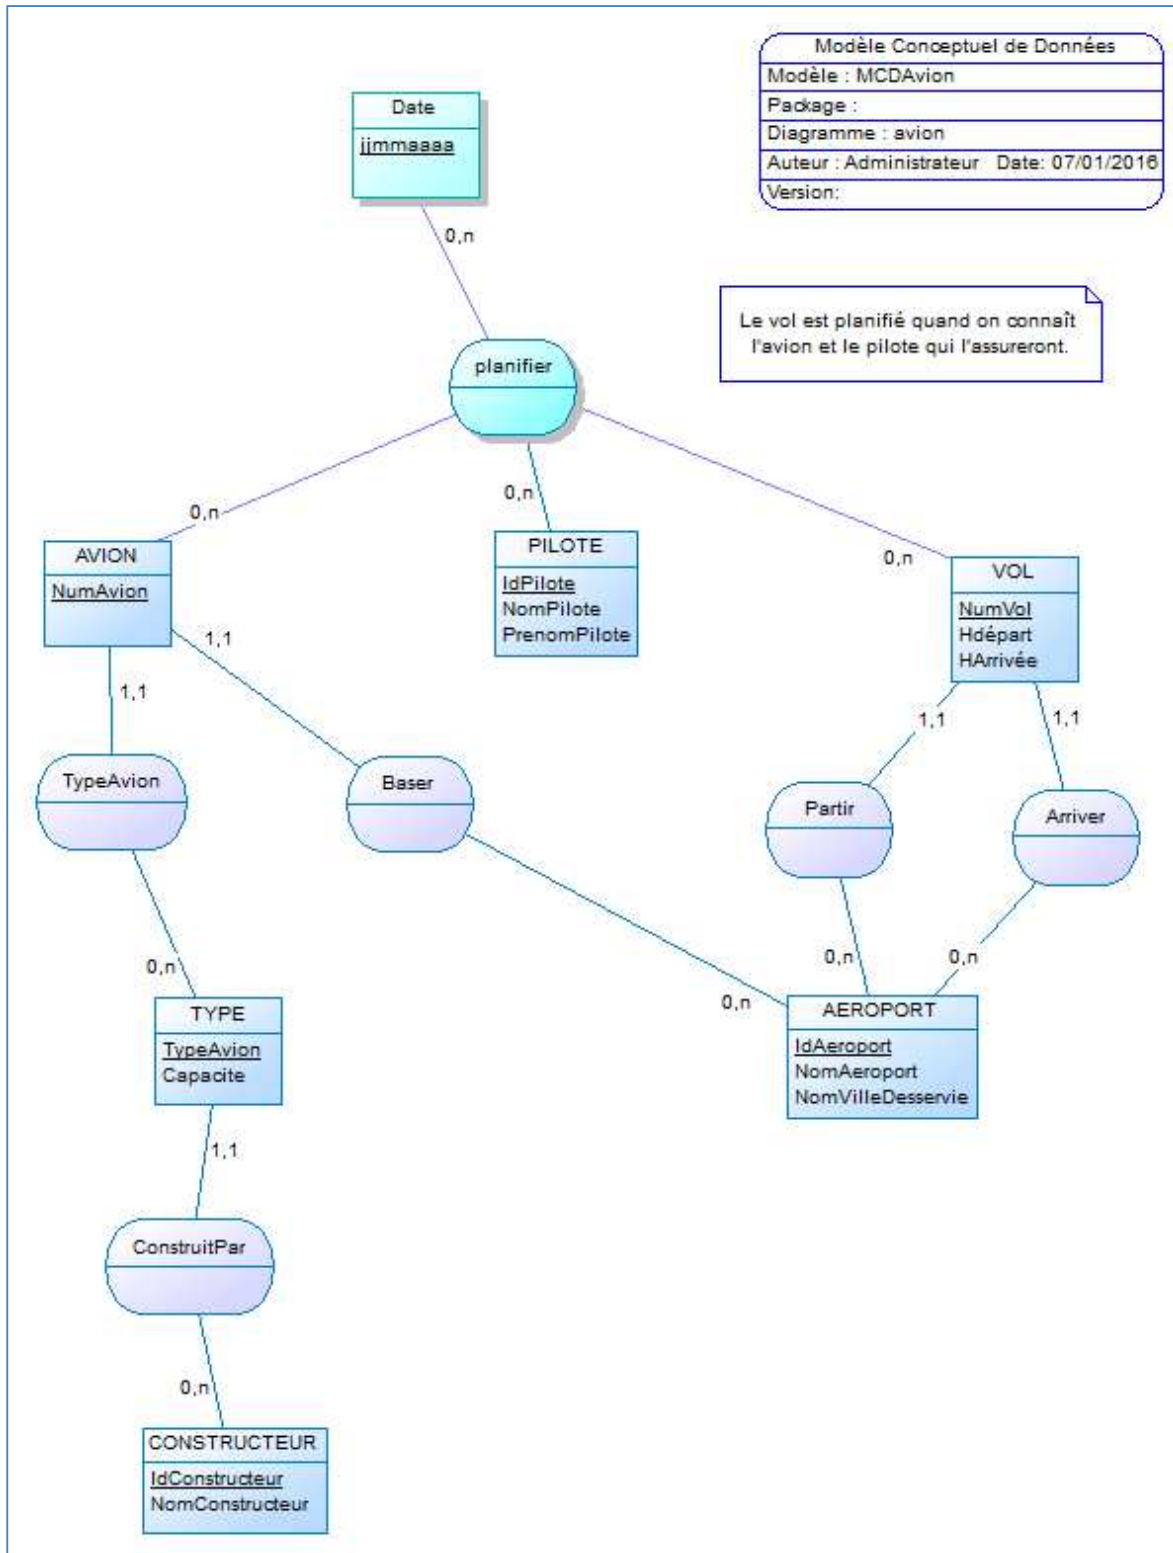 Modèle Conceptuel de Données
Modèle : MCDAvion
Package :
Diagramme : avion
Auteur : Administrateur Date: 07/01/2016
Version:
Date
jjmmaaaa
0,n
Le vol est planifié quand on connaît
l'avion et le pilote qui l'assureront.
planifier
0,n
0,n
0,n
AVION
NumAvion
PILOTE
IdPilote
NomPilote
PrenomPilote
VOL
NumVol
Hdépart
HArrivée
1,1
1,1
1,1
1,1
TypeAvion
Baser
Partir
Arriver
0,n
0,n
0,n
0,n
TYPE
TypeAvion
Capacite
AEROPORT
IdAeroport
NomAeroport
NomVilleDesservie
1,1
ConstruitPar
0,n
CONSTRUCTEUR
IdConstructeur
NomConstructeur